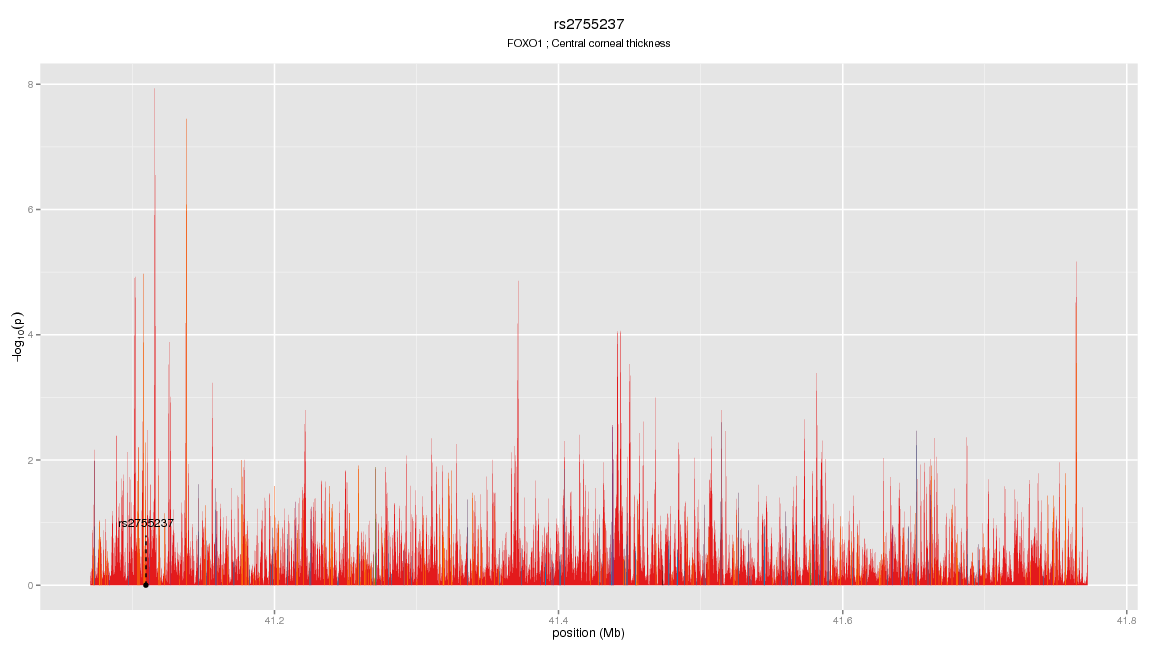 rs2755237
FOXO1 ; Central corneal thickness
−log10(p)
8
6
4
2
0
rs2755237
41.2
41.4
41.6
41.8
position (Mb)